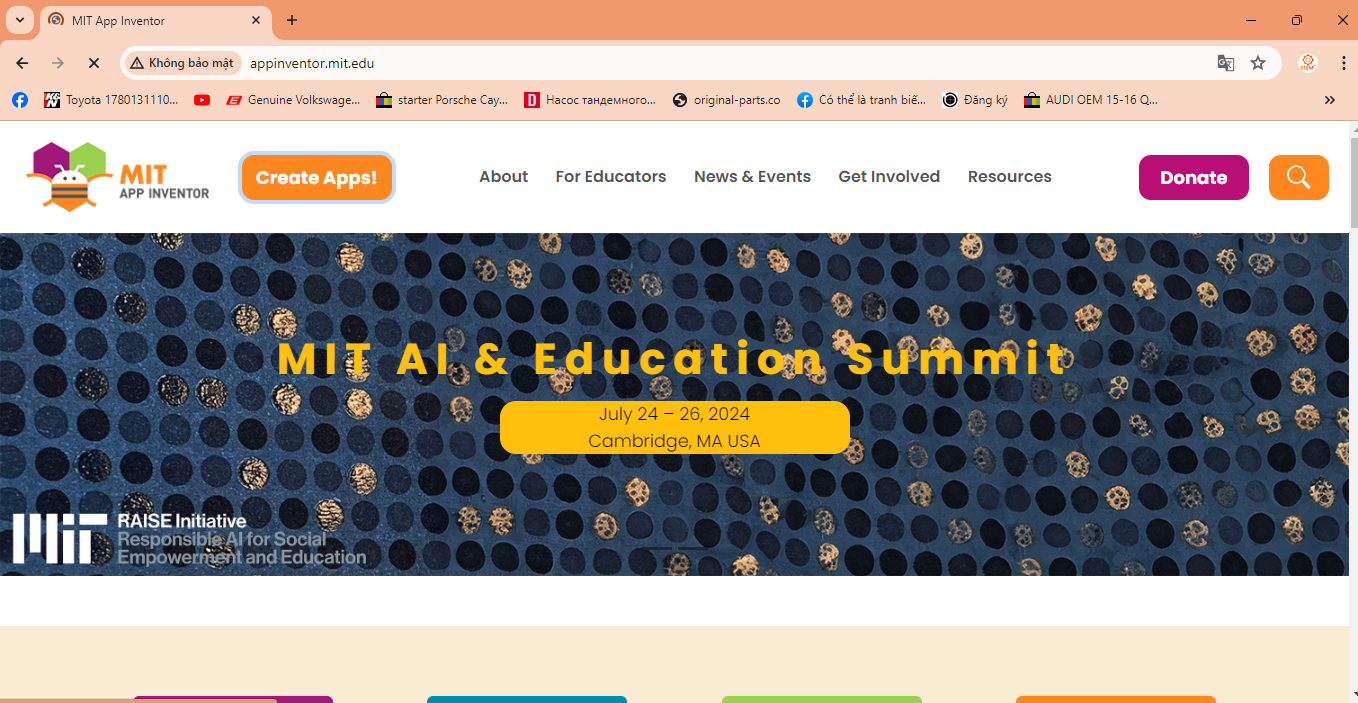 MIT App Inventor
Không bảo mật
appinventor.mit.edu
Toyota 1780131110...
Genuine Volkswage...
starter Porsche Cay...
Насос тандемного...
original-parts.co
Có thể là tranh biế...
Đăng ký
AUDI OEM 15-16 Q...
MIT
APP INVENTOR
Create Apps!
About
For Educators
News & Events
Get Involved
Resources
Donate
MIT AI & Education Summit
July 24 – 26, 2024
Cambridge, MA USA
MIT
RAISE Initiative
Responsible AI for Social
Empowerment and Education